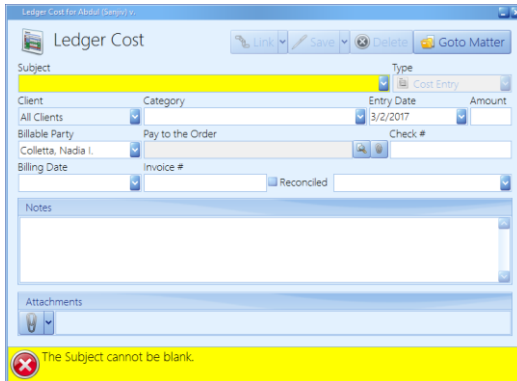 Ledger Cost for Abdul (Sanjiv) v.
Ledger Cost
Link Save Delete Goto Matter
Subject Type
Cost Entry
Client Category Entry Date Amount
All Clients 3/2/2017
Billable Party Pay to the Order Check #
Colletta, Nadia I.
Billing Date Invoice #
Reconciled
Notes
Attachments
The Subject cannot be blank.